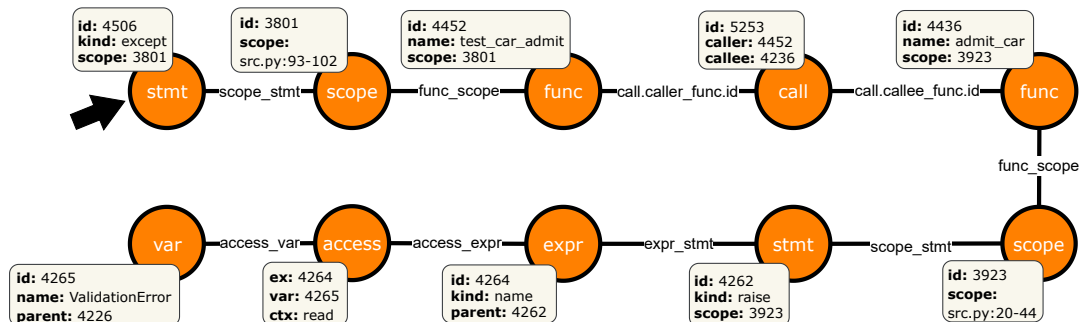 id: 4506
kind: except
scope: 3801
id: 3801
scope:
src.py:93-102
id: 4452
name: test_car_admit
scope: 3801
id: 5253
caller: 4452
callee: 4236
id: 4436
name: admit_car
scope: 3923
stmt
scope_stmt
scope
func_scope
func
call.caller_func.id
call
call.callee_func.id
func
func_scope
var
access_var
access
access_expr
expr
expr_stmt
stmt
scope_stmt
scope
id: 4265
name: ValidationError
parent: 4226
ex: 4264
var: 4265
ctx: read
id: 4264
kind: name
parent: 4262
id: 4262
kind: raise
scope: 3923
id: 3923
scope:
src.py:20-44